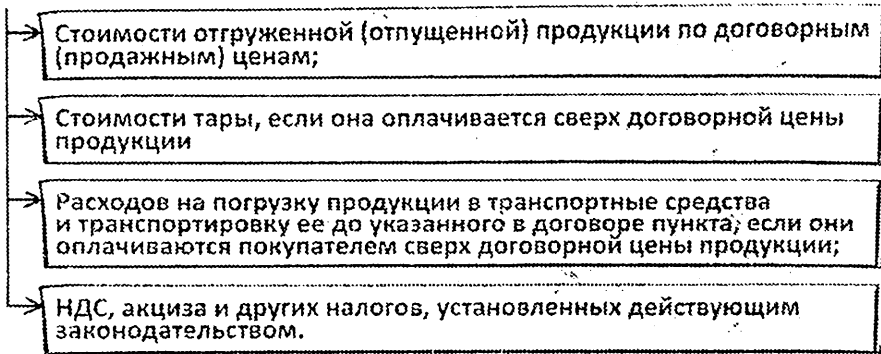 Стоимости отгруженной (отпущенной) продукции по договорным
(продажным) ценам;
Стоимости тары, если она оплачивается сверх договорной цены
продукции
Расходов на погрузку продукции в транспортные средства
и транспортировку ее до указанного в договоре пункта, если они
оплачиваются покупателем сверх договорной цены продукции;
НДС, акциза и других налогов, установленных действующим
законодательством.